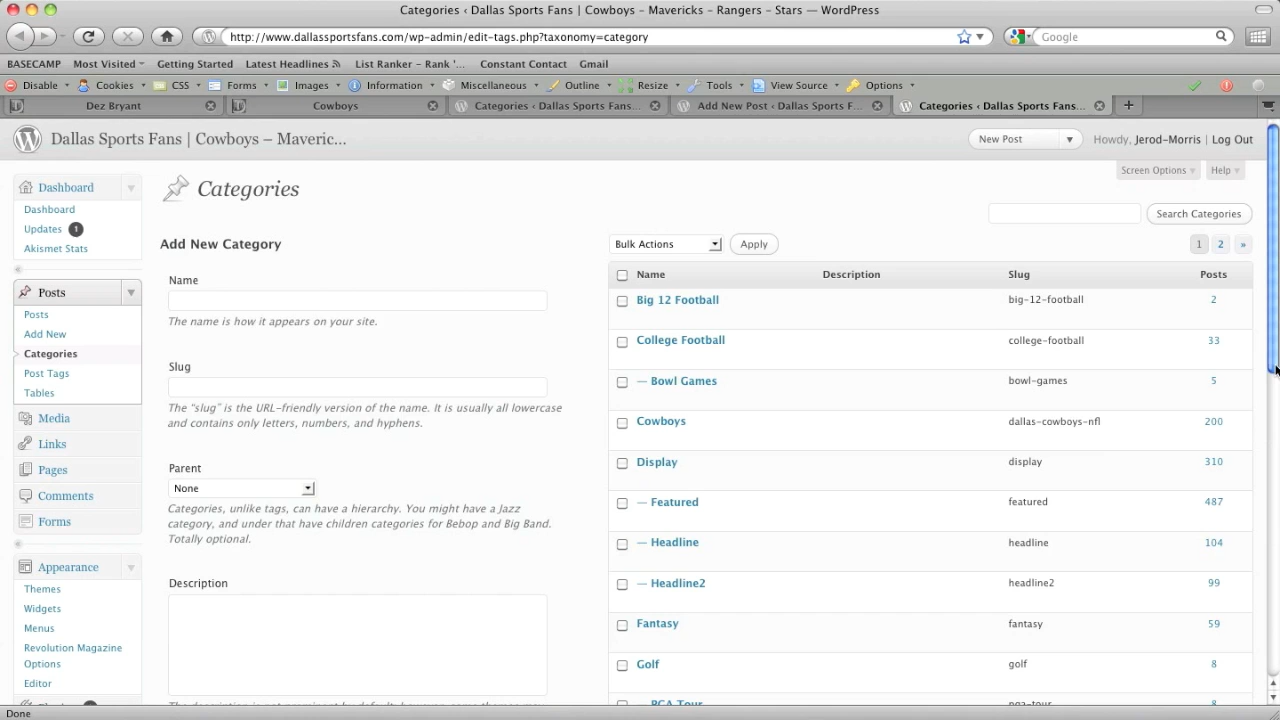 Categories ‹ Dallas Sports Fans | Cowboys – Mavericks – Rangers – Stars — WordPress
http://www.dallassportsfans.com/wp-admin/edit-tags.php?taxonomy=category
Google
BASECAMP Most Visited Getting Started Latest Headlines List Ranker – Rank '... Constant Contact Gmail
Disable Cookies CSS Forms Images Information Miscellaneous Outline Resize Tools View Source Options
Dez Bryant Cowboys Categories ‹ Dallas Sports Fans... Add New Post ‹ Dallas Sports F... Categories ‹ Dallas Sports Fans...
Dallas Sports Fans | Cowboys – Maveric...
New Post
Howdy, Jerod-Morris | Log Out
Screen Options Help
Dashboard
Dashboard
Updates 1
Akismet Stats
Posts
Posts
Add New
Categories
Post Tags
Tables
Media
Links
Pages
Comments
Forms
Appearance
Themes
Widgets
Menus
Revolution Magazine
Options
Editor
Categories
Add New Category
Name
The name is how it appears on your site.
Slug
The “slug” is the URL-friendly version of the name. It is usually all lowercase
and contains only letters, numbers, and hyphens.
Parent
None
Categories, unlike tags, can have a hierarchy. You might have a Jazz
category, and under that have children categories for Bebop and Big Band.
Totally optional.
Description
Search Categories
Bulk Actions Apply 1 2 »
Name Description Slug Posts
Big 12 Football big-12-football 2
College Football college-football 33
— Bowl Games bowl-games 5
Cowboys dallas-cowboys-nfl 200
Display display 310
— Featured featured 487
— Headline headline 104
— Headline2 headline2 99
Fantasy fantasy 59
Golf golf 8
— PGA Tour pga-tour 8
Done